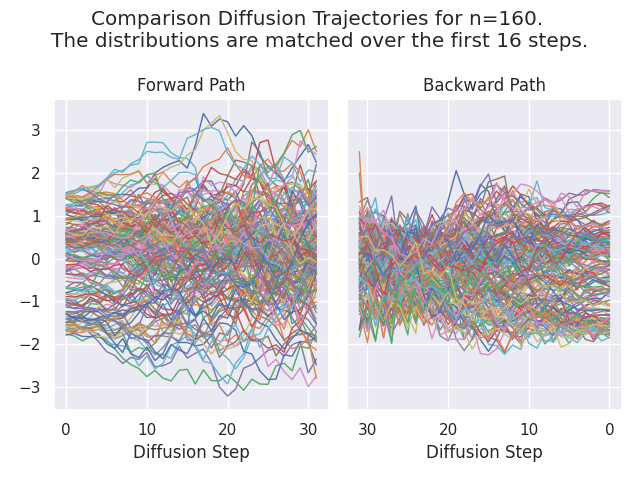 Comparison Diffusion Trajectories for n=160.
The distributions are matched over the first 16 steps.
Forward Path
Backward Path
3
2
1
0
−1
−2
−3
0 10 20 30
30 20 10 0
Diffusion Step
Diffusion Step